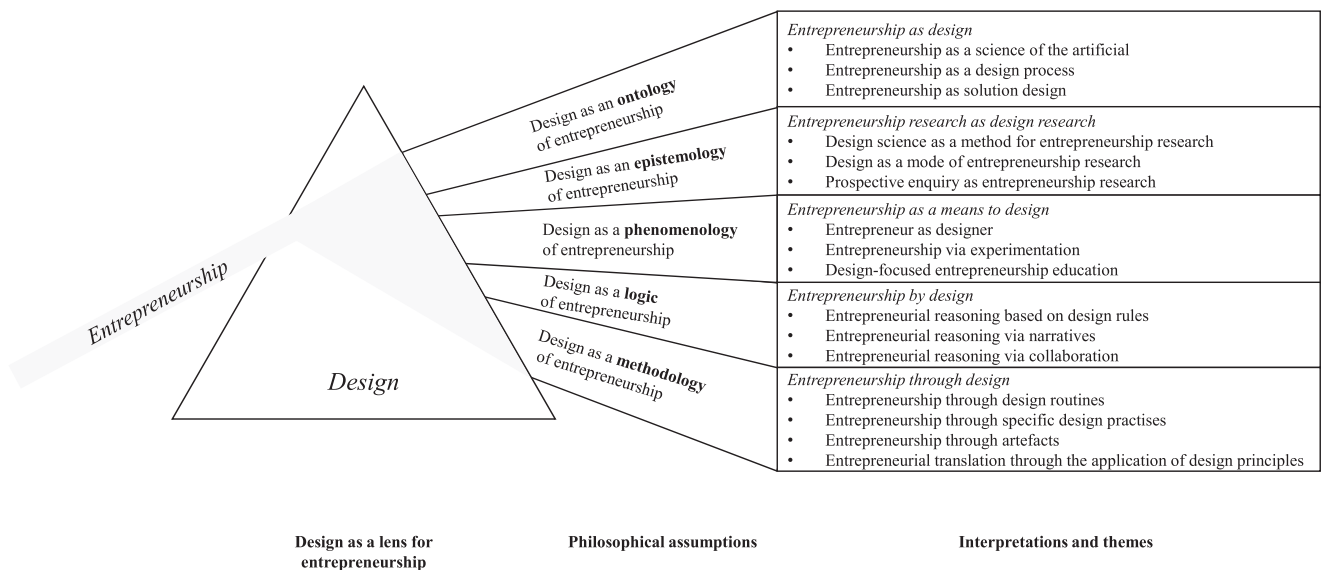 Entrepreneurship
Design
Design as an ontology
of entrepreneurship
Design as an epistemology
of entrepreneurship
Design as a phenomenology
of entrepreneurship
Design as a logic
of entrepreneurship
Design as a methodology
of entrepreneurship
Entrepreneurship as design
• Entrepreneurship as a science of the artificial
• Entrepreneurship as a design process
• Entrepreneurship as solution design
Entrepreneurship research as design research
• Design science as a method for entrepreneurship research
• Design as a mode of entrepreneurship research
• Prospective enquiry as entrepreneurship research
Entrepreneurship as a means to design
• Entrepreneur as designer
• Entrepreneurship via experimentation
• Design-focused entrepreneurship education
Entrepreneurship by design
• Entrepreneurial reasoning based on design rules
• Entrepreneurial reasoning via narratives
• Entrepreneurial reasoning via collaboration
Entrepreneurship through design
• Entrepreneurship through design routines
• Entrepreneurship through specific design practises
• Entrepreneurship through artefacts
• Entrepreneurial translation through the application of design principles
Design as a lens for
entrepreneurship
Philosophical assumptions
Interpretations and themes